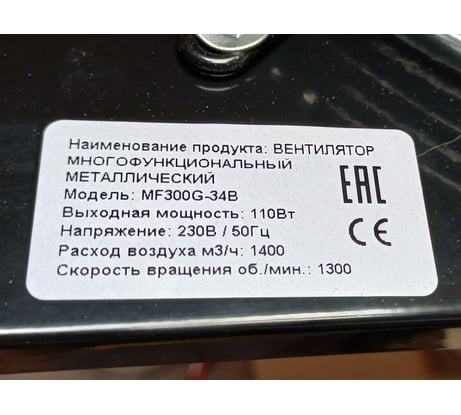 Наименование продукта: ВЕНТИЛЯТОР
МНОГОФУНКЦИОНАЛЬНЫЙ
МЕТАЛЛИЧЕСКИЙ
Модель: MF300G-34B
Выходная мощность: 110Вт
Напряжение: 230В / 50Гц
Расход воздуха м3/ч: 1400
Скорость вращения об./мин.: 1300
EAC
CE